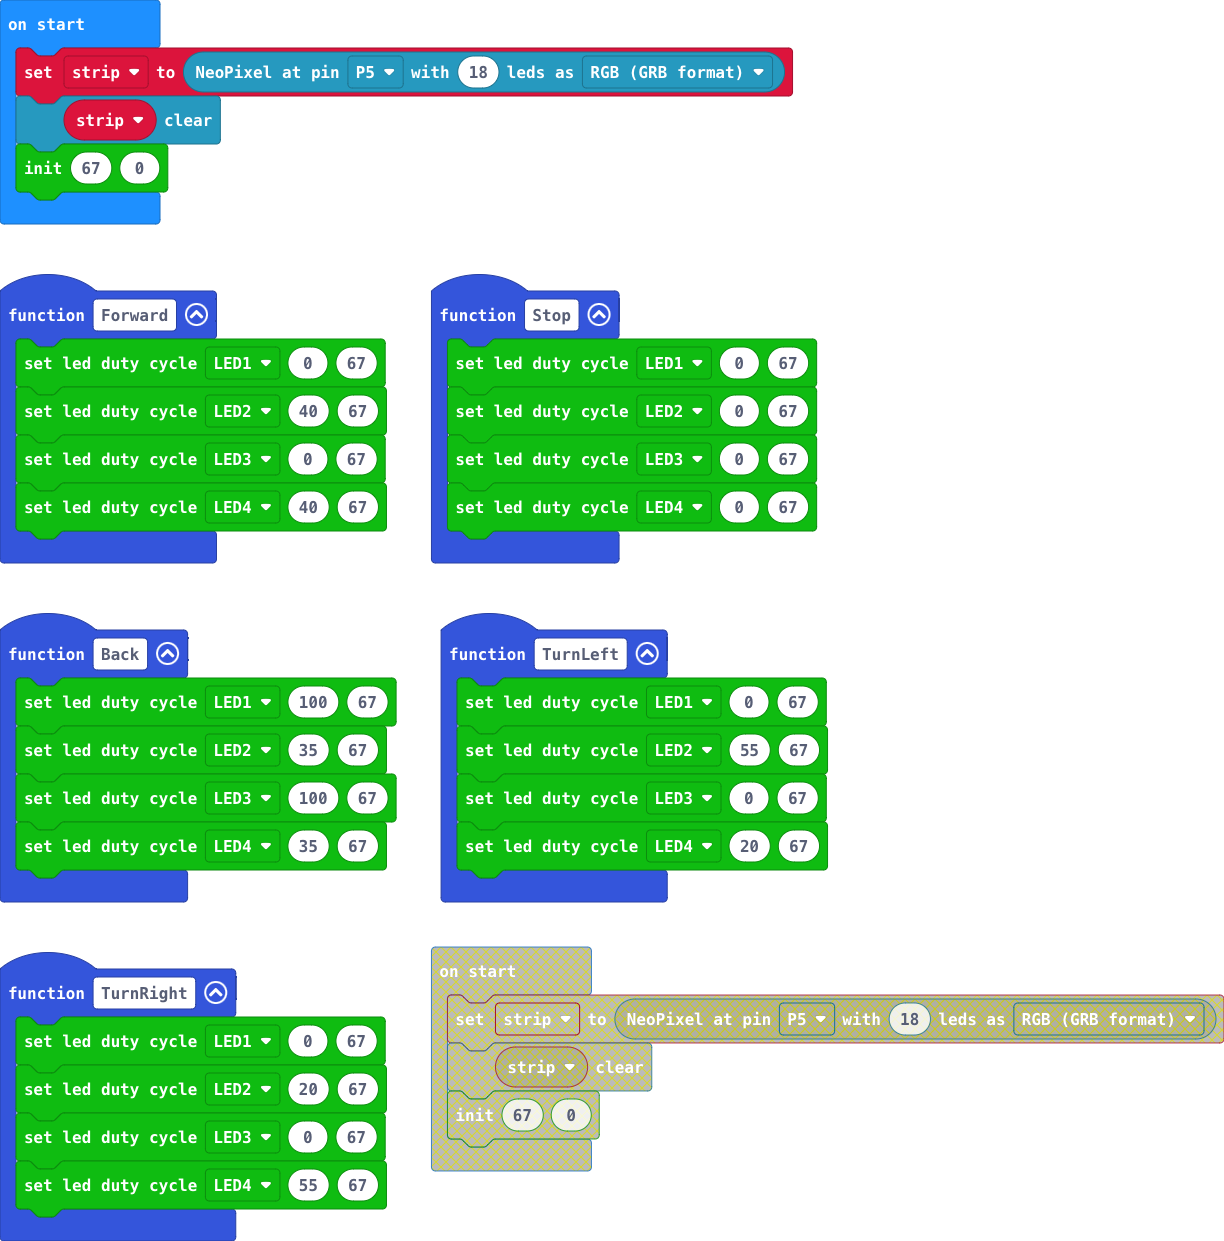 on start
set strip to NeoPixel at pin P5 with 18 leds as RGB (GRB format)
strip clear
init 67 0
function Forward
set led duty cycle LED1 0 67
set led duty cycle LED2 40 67
set led duty cycle LED3 0 67
set led duty cycle LED4 40 67
function Stop
set led duty cycle LED1 0 67
set led duty cycle LED2 0 67
set led duty cycle LED3 0 67
set led duty cycle LED4 0 67
function Back
set led duty cycle LED1 100 67
set led duty cycle LED2 35 67
set led duty cycle LED3 100 67
set led duty cycle LED4 35 67
function TurnLeft
set led duty cycle LED1 0 67
set led duty cycle LED2 55 67
set led duty cycle LED3 0 67
set led duty cycle LED4 20 67
function TurnRight
set led duty cycle LED1 0 67
set led duty cycle LED2 20 67
set led duty cycle LED3 0 67
set led duty cycle LED4 55 67
on start
set strip to NeoPixel at pin P5 with 18 leds as RGB (GRB format)
strip clear
init 67 0